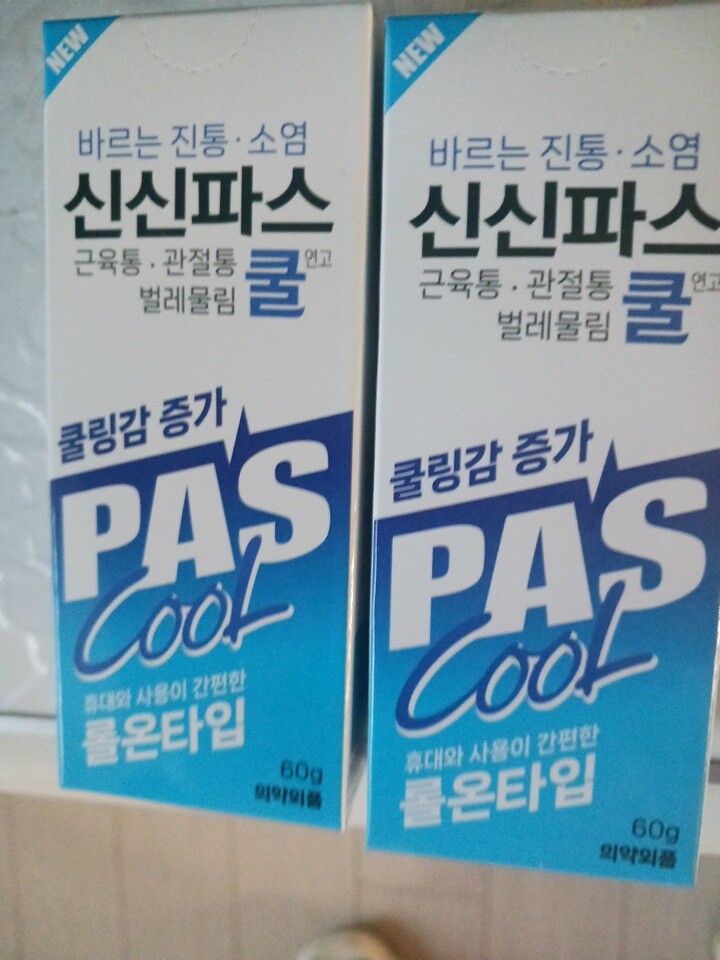 NEW
바르는 진통·소염
신신파스
근육통·관절통
벌레물림
쿨 연고
쿨링감 증가
PAS
COOL
휴대와 사용이 간편한
롤온타입
60g
의약외품
NEW
바르는 진통·소염
신신파스
근육통·관절통
벌레물림
쿨 연고
쿨링감 증가
PAS
COOL
휴대와 사용이 간편한
롤온타입
60g
의약외품